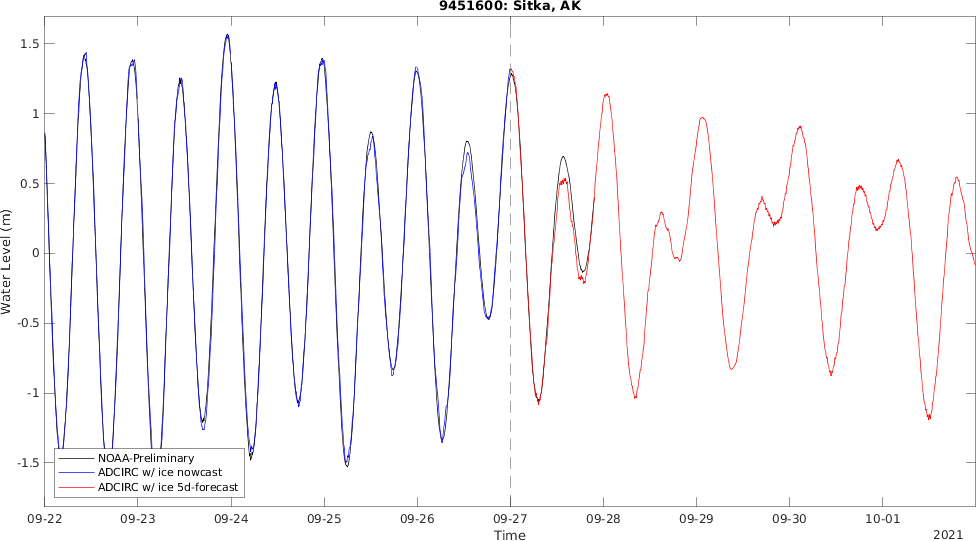 9451600: Sitka, AK
Water Level (m)
1.5
1
0.5
0
-0.5
-1
-1.5
NOAA-Preliminary
ADCIRC w/ ice nowcast
ADCIRC w/ ice 5d-forecast
09-22 09-23 09-24 09-25 09-26 09-27 09-28 09-29 09-30 10-01
Time
2021